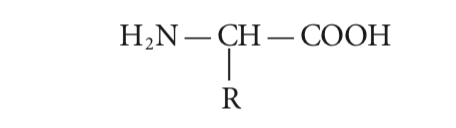 H₂N — CH — COOH
|
R